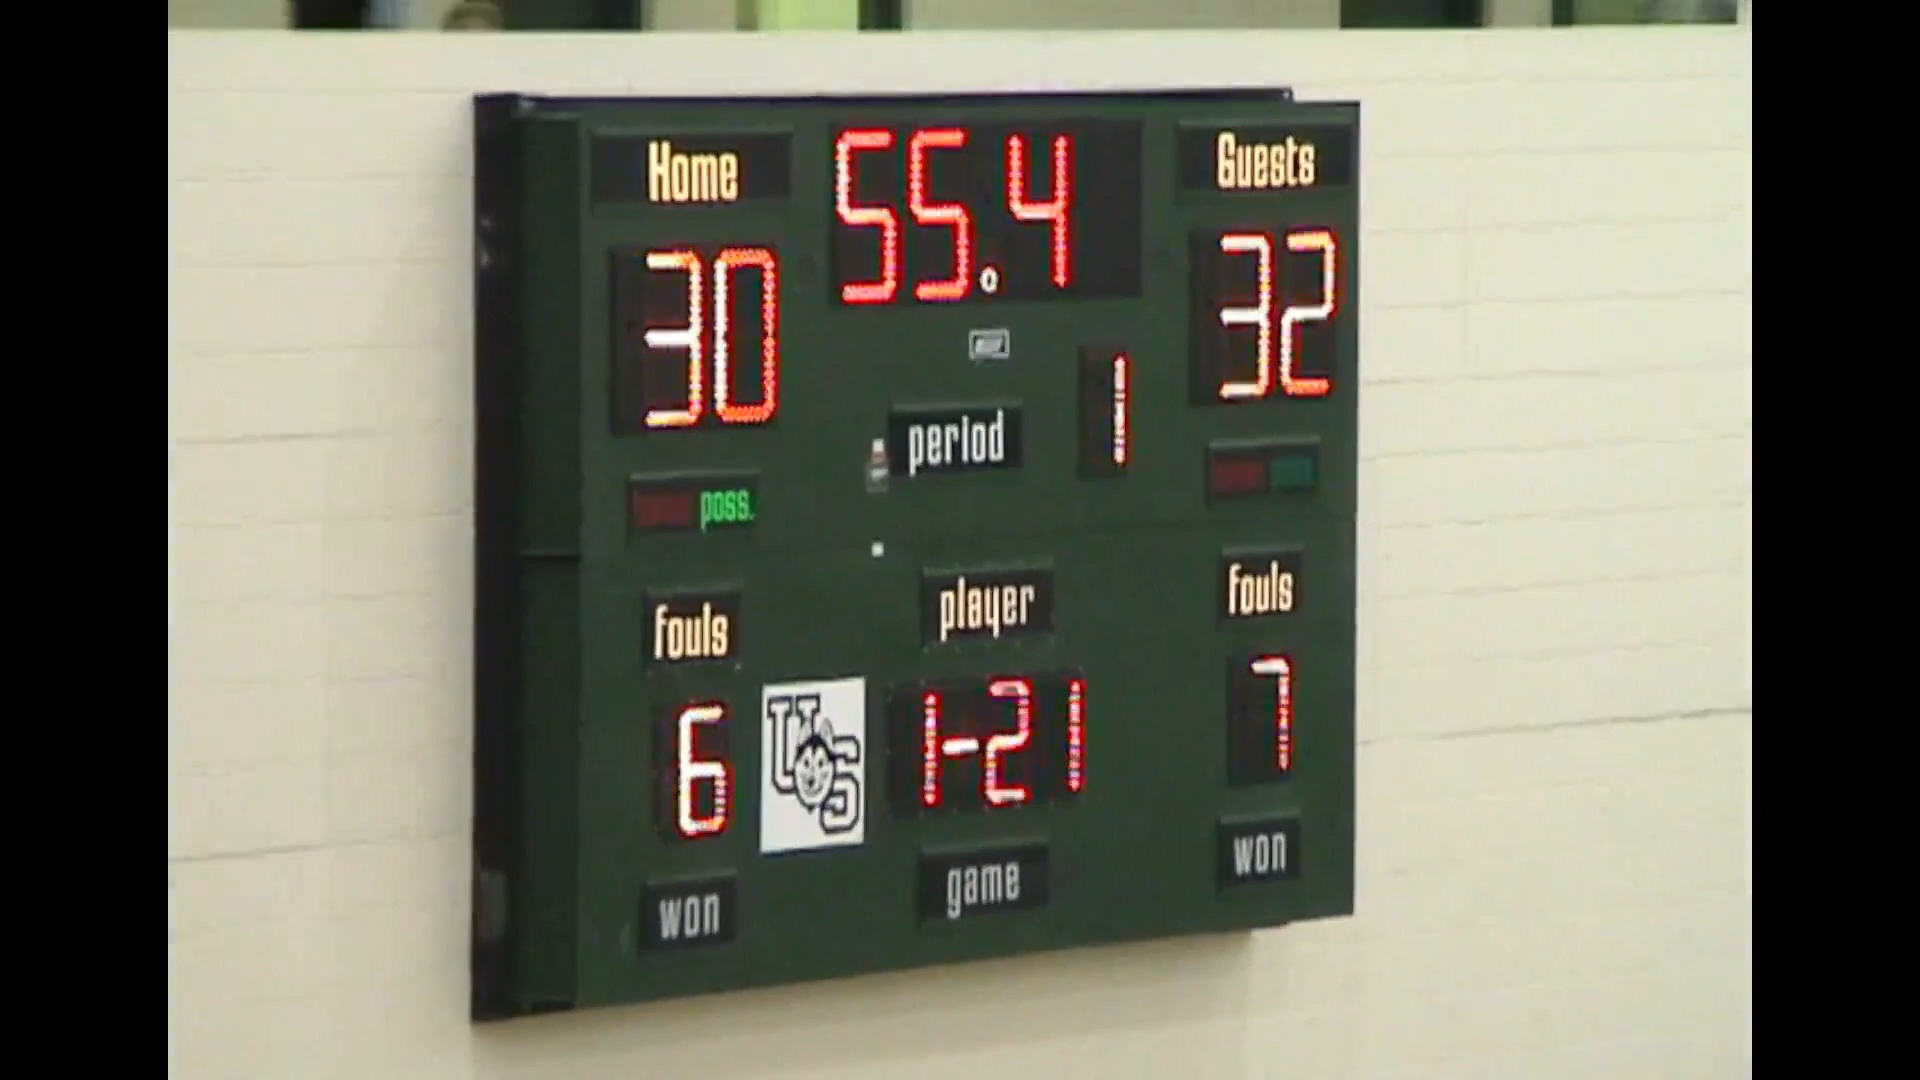 Home 55.4 Guests
30 32
period 1
poss.
fouls player fouls
6 US 1-21 7
won game won